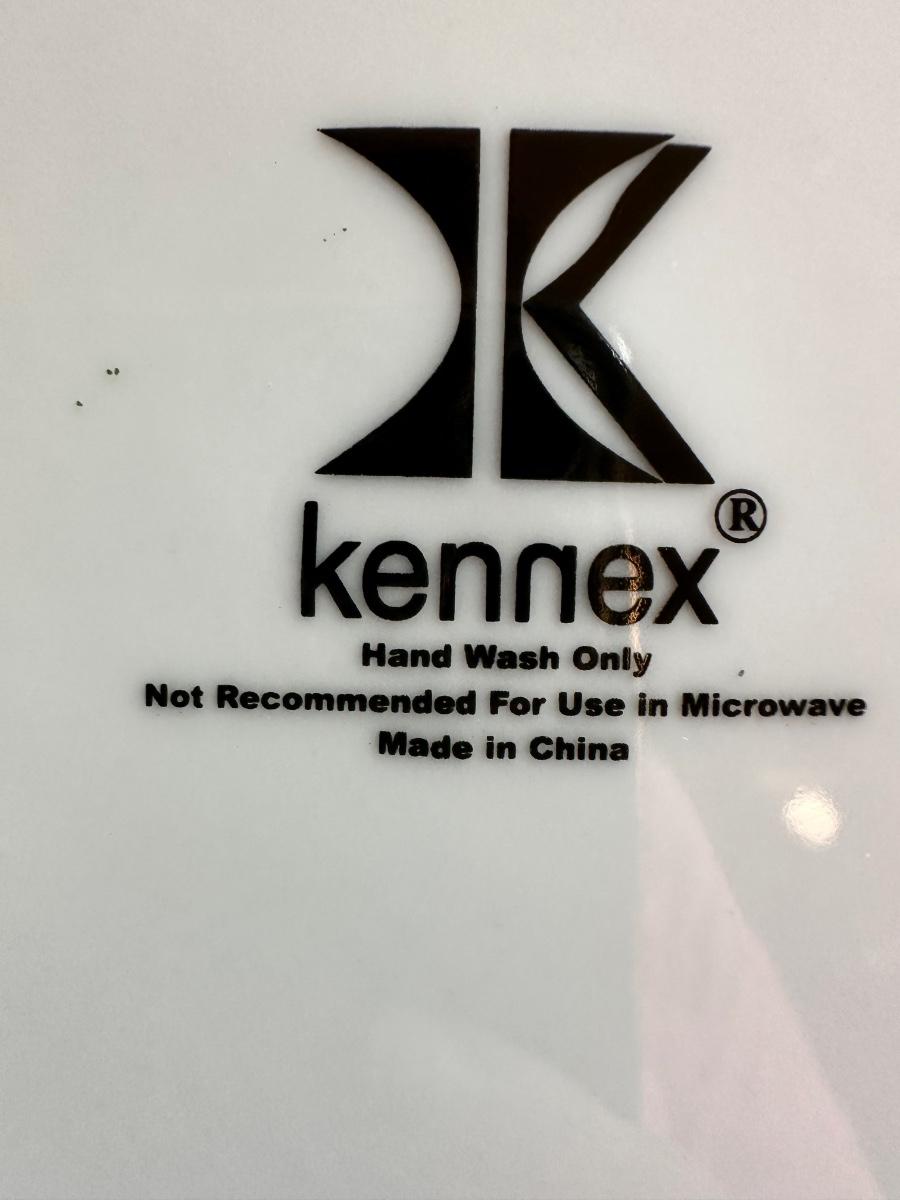 kennex®
Hand Wash Only
Not Recommended For Use in Microwave
Made in China